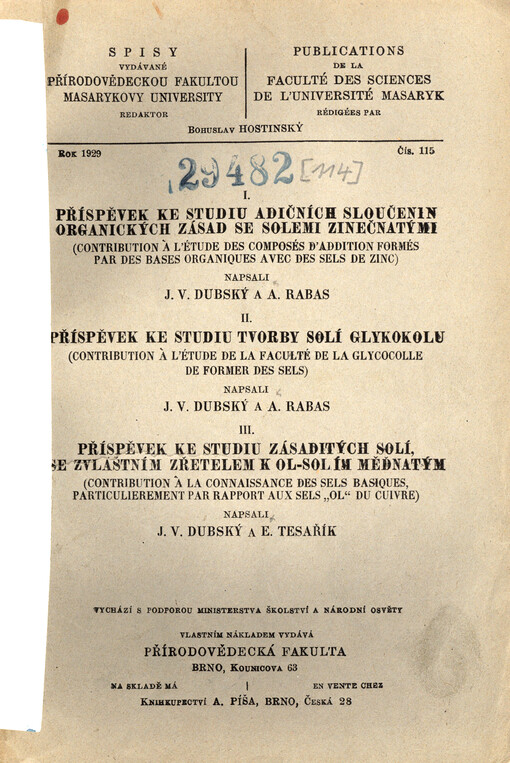 SPISY
VYDÁVANÉ
PŘÍRODOVĚDECKOU FAKULTOU
MASARYKOVY UNIVERSITY
REDAKTOR
PUBLICATIONS
DE LA
FACULTÉ DES SCIENCES
DE L'UNIVERSITÉ MASARYK
RÉDIGÉES PAR
BOHUSLAV HOSTINSKÝ
ROK 1929
ČÍS. 115
29482 [114]
I.
PŘÍSPĚVEK KE STUDIU ADIČNÍCH SLOUČENIN
ORGANICKÝCH ZÁSAD SE SOLEMI ZINEČNATÝMI
(CONTRIBUTION À L'ÉTUDE DES COMPOSÉS D'ADDITION FORMÉS
PAR DES BASES ORGANIQUES AVEC DES SELS DE ZINC)
NAPSALI
J. V. DUBSKÝ A A. RABAS
II.
PŘÍSPĚVEK KE STUDIU TVORBY SOLÍ GLYKOKOLU
(CONTRIBUTION À L'ÉTUDE DE LA FACULTÉ DE LA GLYCOCOLLE
DE FORMER DES SELS)
NAPSALI
J. V. DUBSKÝ A A. RABAS
III.
PŘÍSPĚVEK KE STUDIU ZÁSADITÝCH SOLÍ,
SE ZVLÁŠTNÍM ZŘETELEM K OL-SOLÍM MĚĎNATÝM
(CONTRIBUTION À LA CONNAISSANCE DES SELS BASIQUES,
PARTICULIEREMENT PAR RAPPORT AUX SELS „OL" DU CUIVRE)
NAPSALI
J. V. DUBSKÝ A E. TESAŘÍK
VYCHÁZÍ S PODPOROU MINISTERSTVA ŠKOLSTVÍ A NÁRODNÍ OSVĚTY
VLASTNÍM NÁKLADEM VYDÁVÁ
PŘÍRODOVĚDECKÁ FAKULTA
BRNO, KOUNICOVA 63
NA SKLADĚ MÁ
EN VENTE CHEZ
KNIHKUPECTVÍ A. PÍŠA, BRNO, ČESKÁ 28